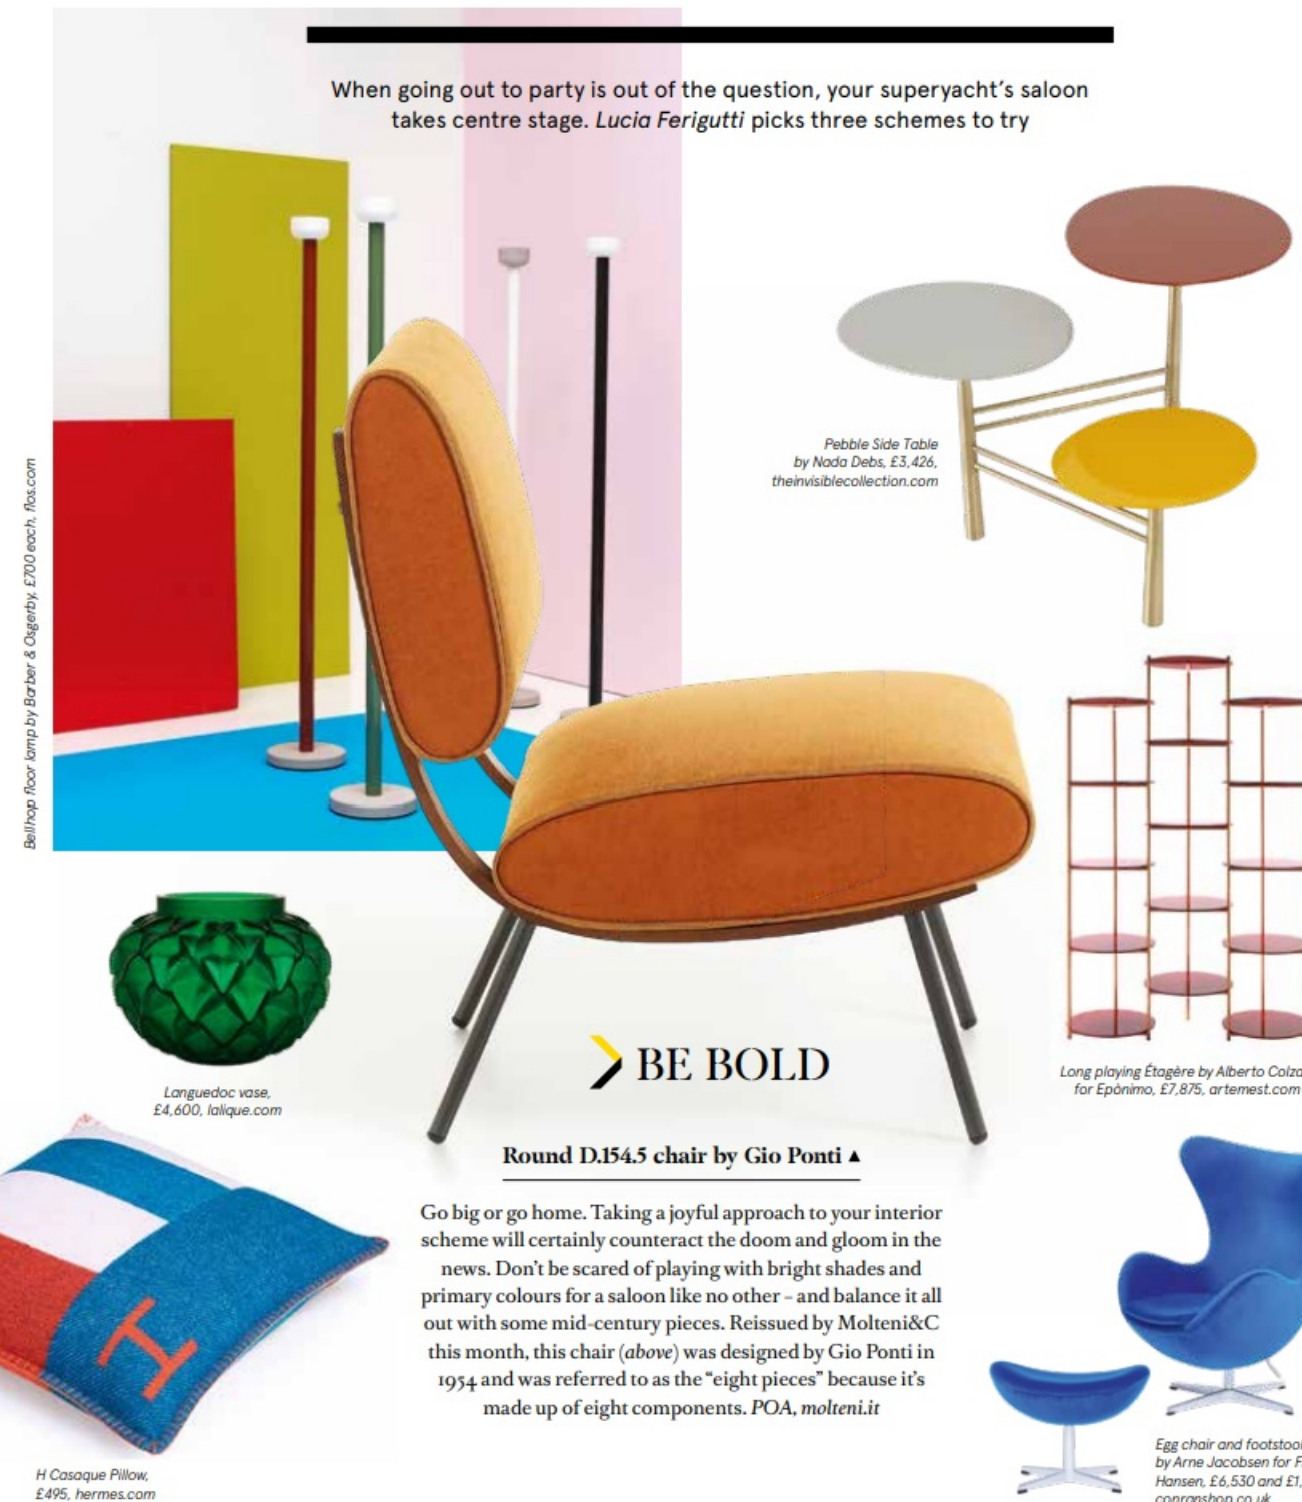 When going out to party is out of the question, your superyacht's saloon
takes centre stage. Lucia Ferigutti picks three schemes to try
Bellhop floor lamp by Barber & Osgerby, £700 each, flos.com
Pebble Side Table
by Nada Debs, £3,426,
theinvisiblecollection.com
Long playing Étagère by Alberto Colza
for Epònimo, £7,875, artemest.com
Languedoc vase,
£4,600, lalique.com
BE BOLD
Round D.154.5 chair by Gio Ponti ▲
Go big or go home. Taking a joyful approach to your interior
scheme will certainly counteract the doom and gloom in the
news. Don't be scared of playing with bright shades and
primary colours for a saloon like no other – and balance it all
out with some mid-century pieces. Reissued by Molteni&C
this month, this chair (above) was designed by Gio Ponti in
1954 and was referred to as the "eight pieces" because it's
made up of eight components. POA, molteni.it
H
H Casaque Pillow,
£495, hermes.com
Egg chair and footstool
by Arne Jacobsen for F
Hansen, £6,530 and £1,
conranshop.co.uk